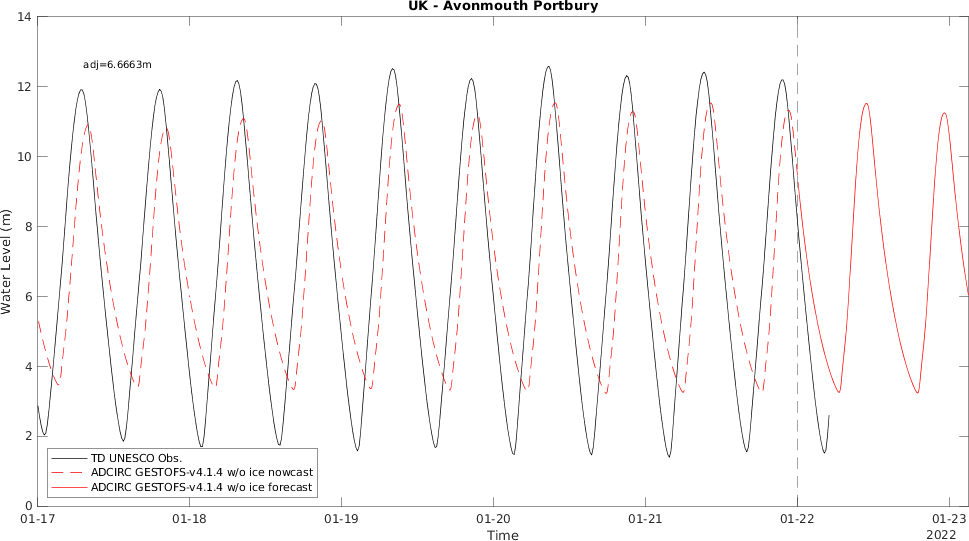 UK - Avonmouth Portbury
adj=6.6663m
14
12
10
8
6
4
2
0
Water Level (m)
TD UNESCO Obs.
ADCIRC GESTOFS-v4.1.4 w/o ice nowcast
ADCIRC GESTOFS-v4.1.4 w/o ice forecast
01-17 01-18 01-19 01-20 01-21 01-22 01-23
Time
2022